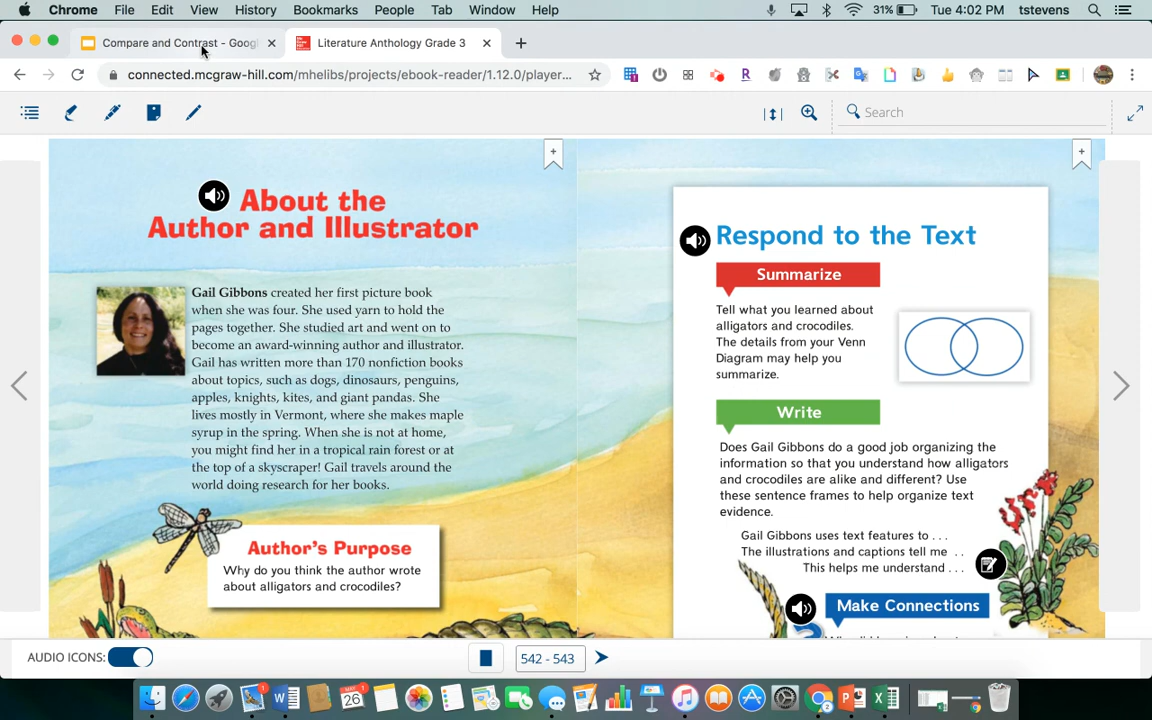 Chrome File Edit View History Bookmarks People Tab Window Help 31% Tue 4:02 PM tstevens
Compare and Contrast - Goog
Literature Anthology Grade 3
connected.mcgraw-hill.com/mhelibs/projects/ebook-reader/1.12.0/player...
Search
About the
Author and Illustrator
Gail Gibbons created her first picture book
when she was four. She used yarn to hold the
pages together. She studied art and went on to
become an award-winning author and illustrator.
Gail has written more than 170 nonfiction books
about topics, such as dogs, dinosaurs, penguins,
apples, knights, kites, and giant pandas. She
lives mostly in Vermont, where she makes maple
syrup in the spring. When she is not at home,
you might find her in a tropical rain forest or at
the top of a skyscraper! Gail travels around the
world doing research for her books.
Author's Purpose
Why do you think the author wrote
about alligators and crocodiles?
Respond to the Text
Summarize
Tell what you learned about
alligators and crocodiles.
The details from your Venn
Diagram may help you
summarize.
Write
Does Gail Gibbons do a good job organizing the
information so that you understand how alligators
and crocodiles are alike and different? Use
these sentence frames to help organize text
evidence.
Gail Gibbons uses text features to . . .
The illustrations and captions tell me . .
This helps me understand . . .
Make Connections
AUDIO ICONS:
542 - 543